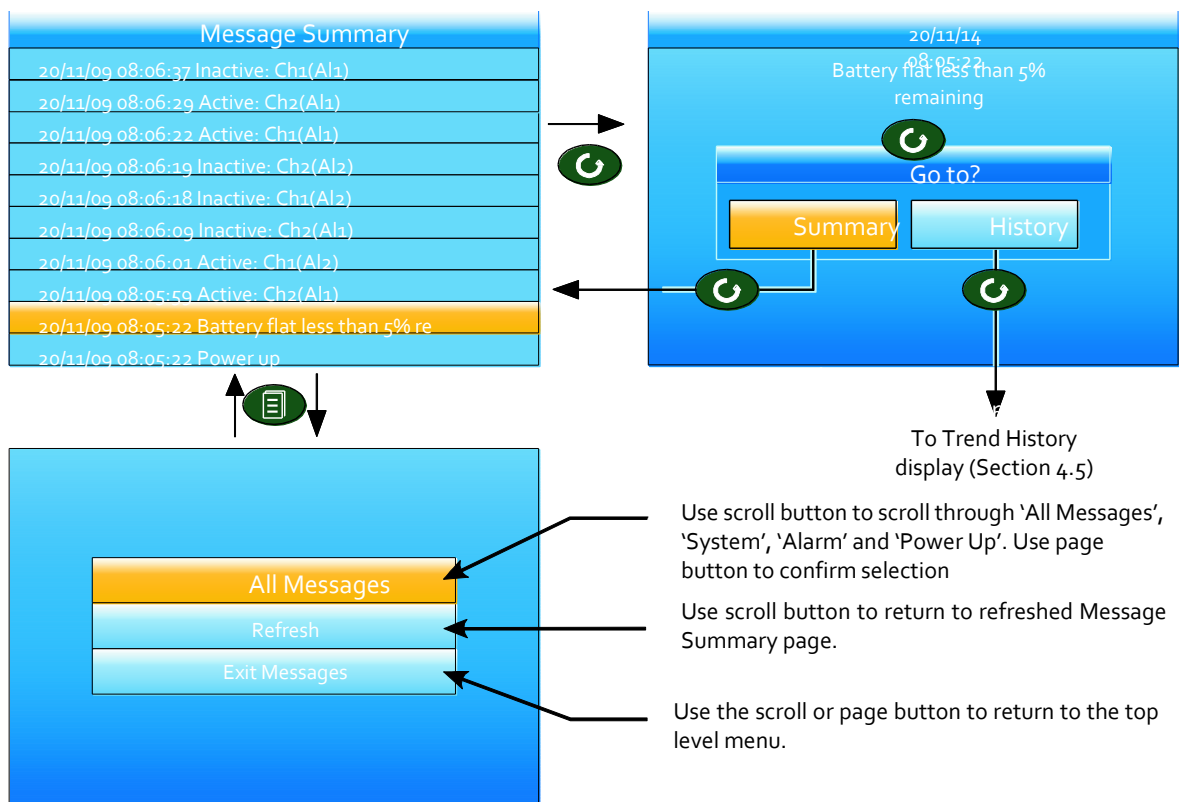 Message Summary
20/11/09 08:06:37 Inactive: Ch1(Al1)
20/11/09 08:06:29 Active: Ch2(Al1)
20/11/09 08:06:22 Active: Ch1(Al1)
20/11/09 08:06:19 Inactive: Ch2(Al2)
20/11/09 08:06:18 Inactive: Ch1(Al2)
20/11/09 08:06:09 Inactive: Ch2(Al1)
20/11/09 08:06:01 Active: Ch1(Al2)
20/11/09 08:05:59 Active: Ch2(Al1)
20/11/09 08:05:22 Battery flat less than 5% re
20/11/09 08:05:22 Power up
20/11/14
08:05:22
Battery flat less than 5%
remaining
Go to?
Summary
History
To Trend History
display (Section 4.5)
All Messages
Refresh
Exit Messages
Use scroll button to scroll through ‘All Messages’,
‘System’, ‘Alarm’ and ‘Power Up’. Use page
button to confirm selection
Use scroll button to return to refreshed Message
Summary page.
Use the scroll or page button to return to the top
level menu.